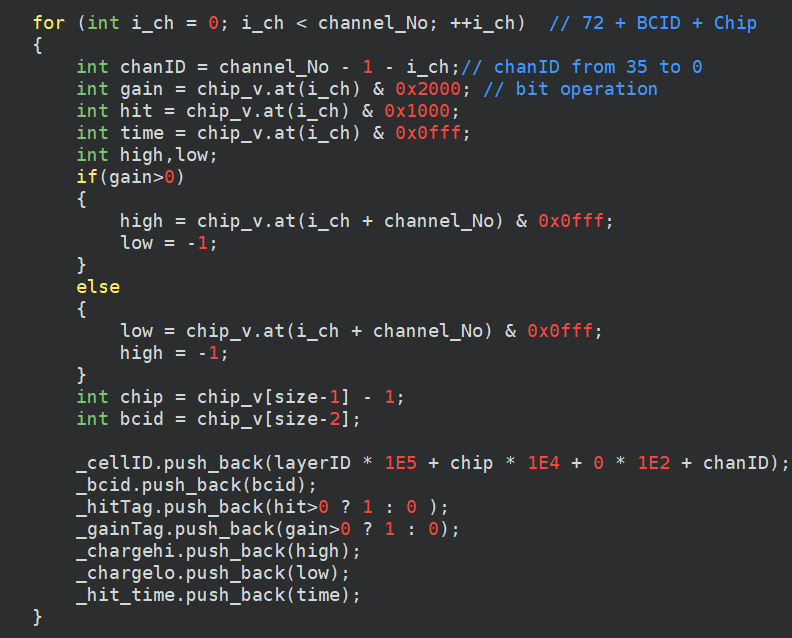 for (int i_ch = 0; i_ch < channel_No; ++i_ch)  // 72 + BCID + Chip
{
    int chanID = channel_No - 1 - i_ch;// chanID from 35 to 0
    int gain = chip_v.at(i_ch) & 0x2000; // bit operation
    int hit = chip_v.at(i_ch) & 0x1000;
    int time = chip_v.at(i_ch) & 0x0fff;
    int high,low;
    if(gain>0)
    {
        high = chip_v.at(i_ch + channel_No) & 0x0fff;
        low = -1;
    }
    else
    {
        low = chip_v.at(i_ch + channel_No) & 0x0fff;
        high = -1;
    }
    int chip = chip_v[size-1] - 1;
    int bcid = chip_v[size-2];

    _cellID.push_back(layerID * 1E5 + chip * 1E4 + 0 * 1E2 + chanID);
    _bcid.push_back(bcid);
    _hitTag.push_back(hit>0 ? 1 : 0 );
    _gainTag.push_back(gain>0 ? 1 : 0);
    _chargehi.push_back(high);
    _chargelo.push_back(low);
    _hit_time.push_back(time);
}